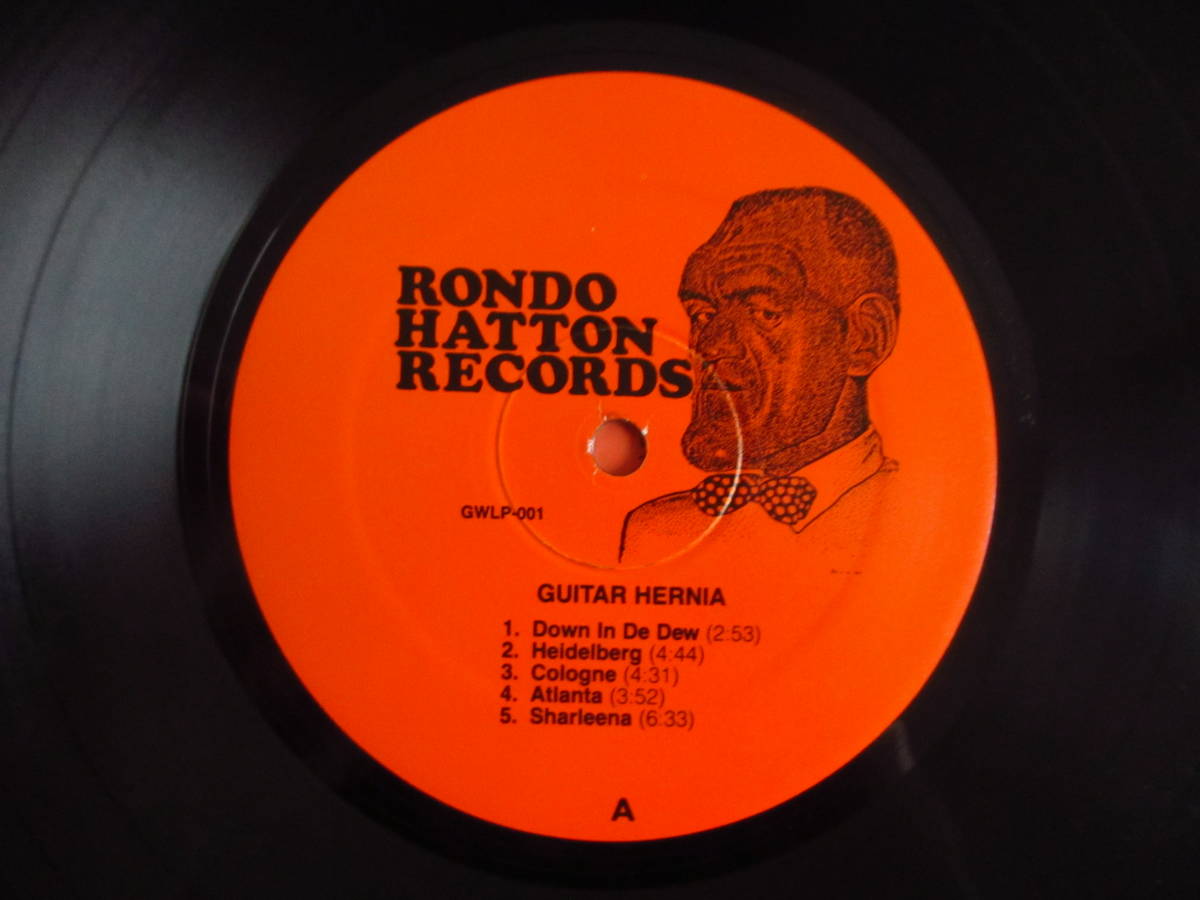 RONDO
HATTON
RECORDS
GWLP-001
GUITAR HERNIA
1. Down In De Dew (2:53)
2. Heidelberg (4:44)
3. Cologne (4:31)
4. Atlanta (3:52)
5. Sharleena (6:33)
A